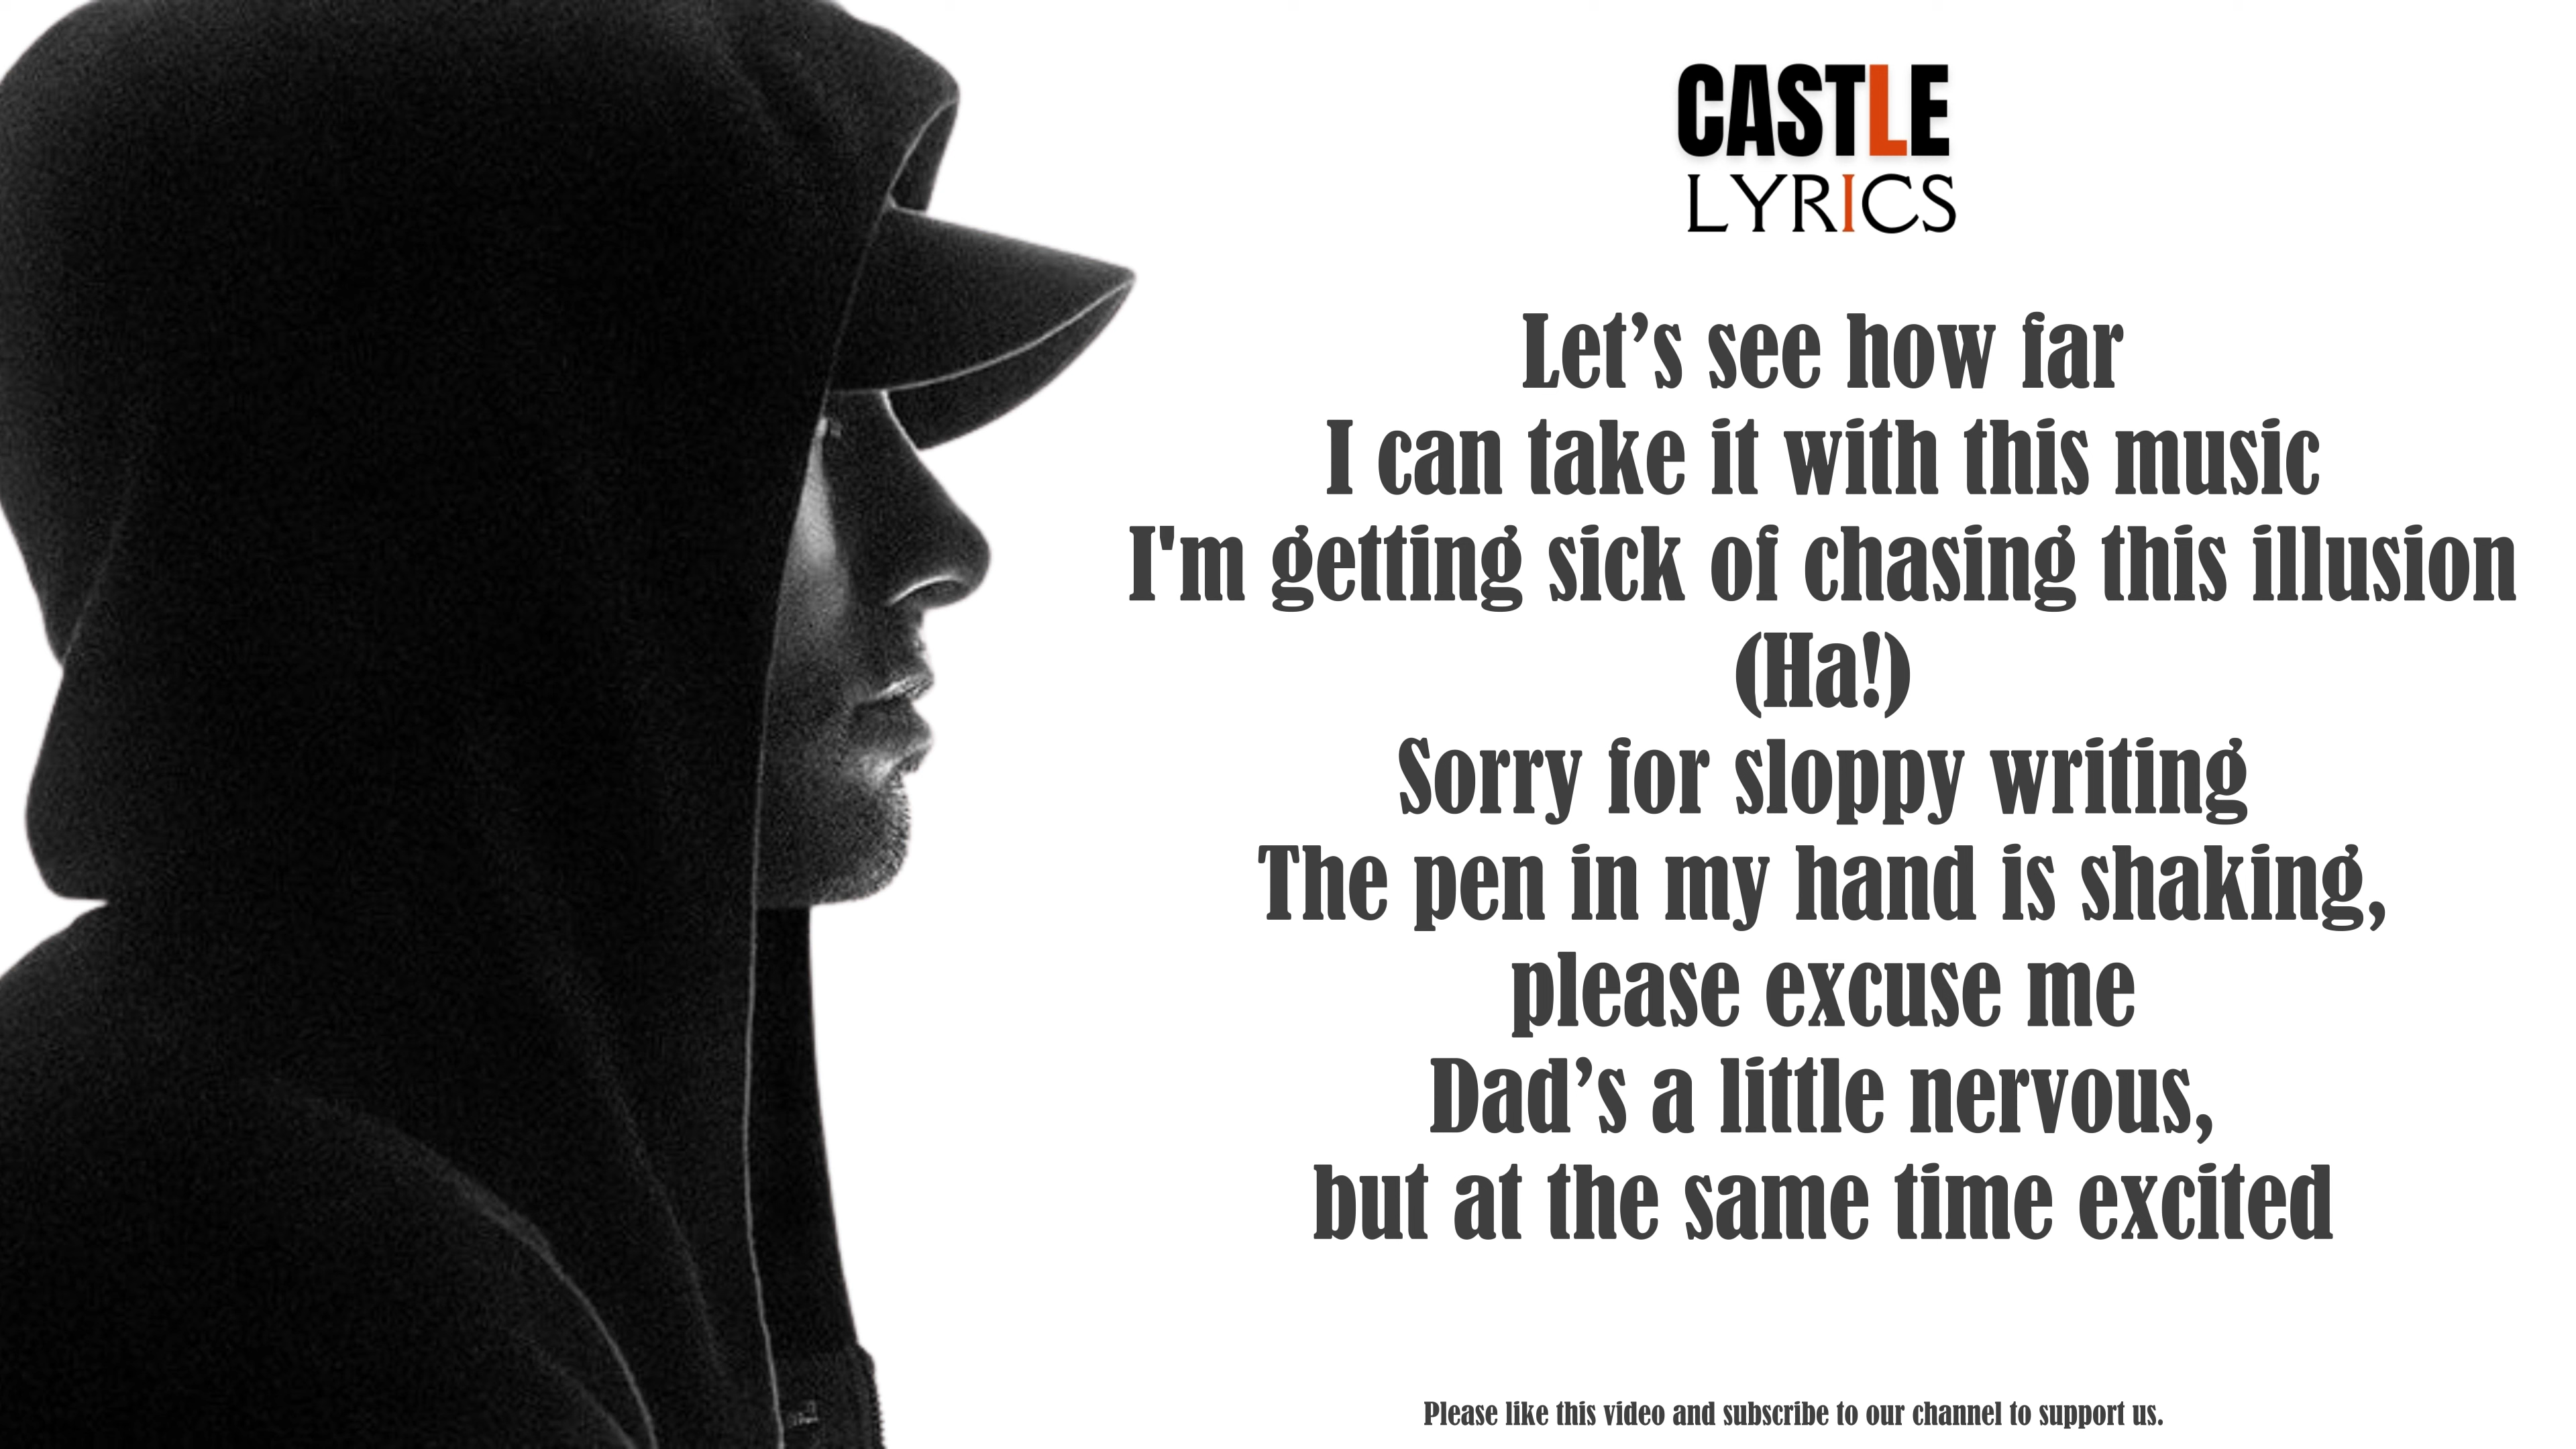 CASTLE
LYRICS
Let’s see how far
I can take it with this music
I'm getting sick of chasing this illusion
(Ha!)
Sorry for sloppy writing
The pen in my hand is shaking,
please excuse me
Dad’s a little nervous,
but at the same time excited
Please like this video and subscribe to our channel to support us.